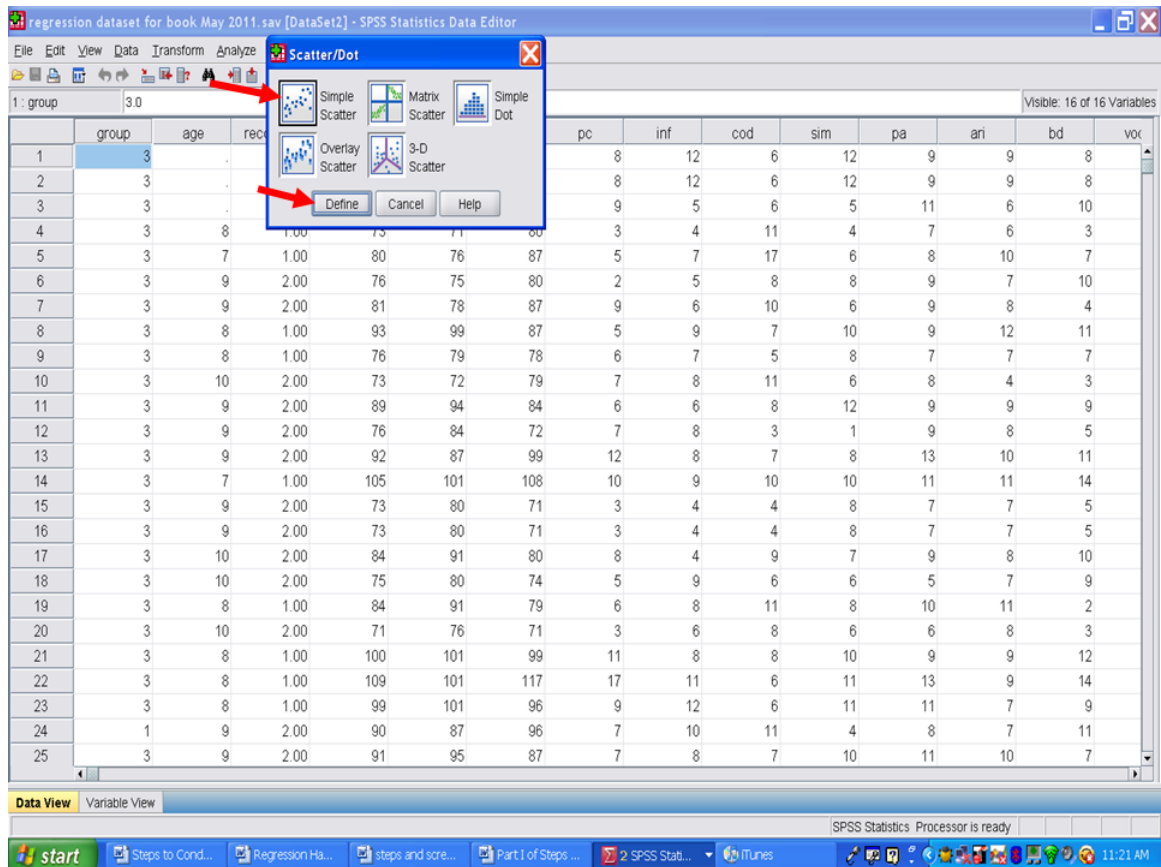 regression dataset for book May 2011.sav [DataSet2] - SPSS Statistics Data Editor
File Edit View Data Transform Analyze
Scatter/Dot
Simple Scatter
Matrix Scatter
Simple Dot
Overlay Scatter
3-D Scatter
Define Cancel Help
1 : group 3.0 Visible: 16 of 16 Variables
group age reco pc inf cod sim pa ari bd voc
1 3 . 8 12 6 12 9 9 8
2 3 . 8 12 6 12 9 9 8
3 3 . 9 5 6 5 11 6 10
4 3 8 1.00 73 71 80 3 4 11 4 7 6 3
5 3 7 1.00 80 76 87 5 7 17 6 8 10 7
6 3 9 2.00 76 75 80 2 5 8 8 9 7 10
7 3 9 2.00 81 78 87 9 6 10 6 9 8 4
8 3 8 1.00 93 99 87 5 9 7 10 9 12 11
9 3 8 1.00 76 79 78 6 7 5 8 7 7 7
10 3 10 2.00 73 72 79 7 8 11 6 8 4 3
11 3 9 2.00 89 94 84 6 6 8 12 9 9 9
12 3 9 2.00 76 84 72 7 8 3 1 9 8 5
13 3 9 2.00 92 87 99 12 8 7 8 13 10 11
14 3 7 1.00 105 101 108 10 9 10 10 11 11 14
15 3 9 2.00 73 80 71 3 4 4 8 7 7 5
16 3 9 2.00 73 80 71 3 4 4 8 7 7 5
17 3 10 2.00 84 91 80 8 4 9 7 9 8 10
18 3 10 2.00 75 80 74 5 9 6 6 5 7 9
19 3 8 1.00 84 91 79 6 8 11 8 10 11 2
20 3 10 2.00 71 76 71 3 6 8 6 6 8 3
21 3 8 1.00 100 101 99 11 8 8 10 9 9 12
22 3 8 1.00 109 101 117 17 11 6 11 13 9 14
23 3 8 1.00 99 101 96 9 12 6 11 11 7 9
24 1 9 2.00 90 87 96 7 10 11 4 8 7 11
25 3 9 2.00 91 95 87 7 8 7 10 11 10 7
Data View Variable View
SPSS Statistics Processor is ready
start Steps to Cond... Regression Ha... steps and scre... Part I of Steps ... 2 SPSS Stati... iTunes 11:21 AM